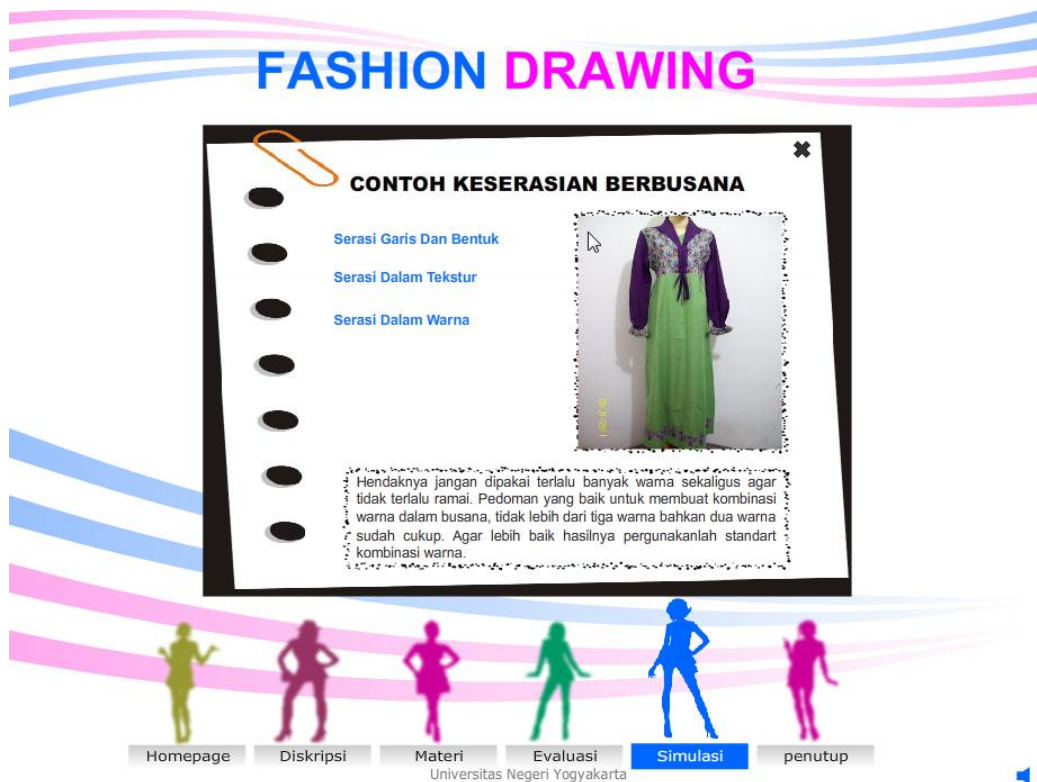 FASHION DRAWING
CONTOH KESERASIAN BERBUSANA
Serasi Garis Dan Bentuk
Serasi Dalam Tekstur
Serasi Dalam Warna
Hendaknya jangan dipakai terlalu banyak warna sekaligus agar
tidak terlalu ramai. Pedoman yang baik untuk membuat kombinasi
warna dalam busana, tidak lebih dari tiga warna bahkan dua warna
sudah cukup. Agar lebih baik hasilnya pergunakanlah standart
kombinasi warna.
Homepage
Diskripsi
Materi
Evaluasi
Simulasi
penutup
Universitas Negeri Yogyakarta